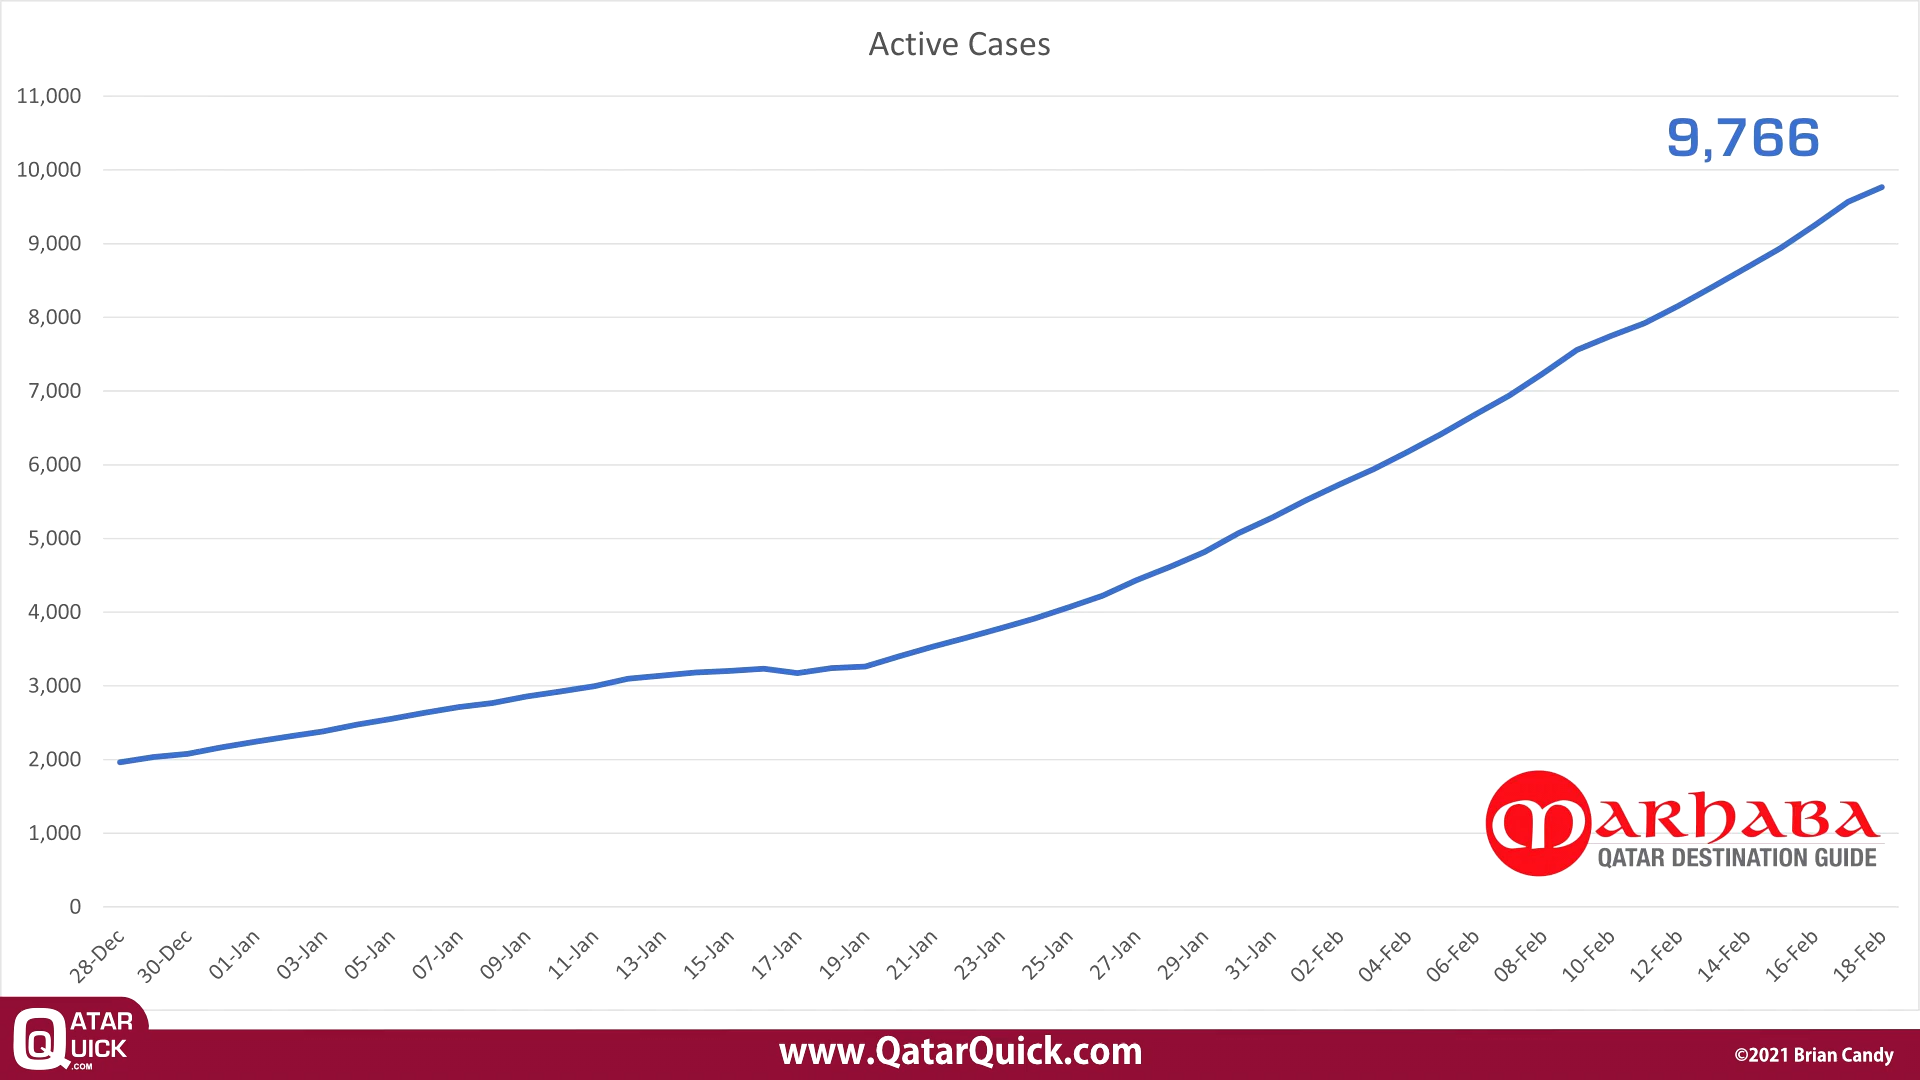 Active Cases
11,000
9,766
10,000
9,000
8,000
7,000
6,000
5,000
4,000
3,000
2,000
1,000
0
MARHABA
QATAR DESTINATION GUIDE
28-Dec 30-Dec 01-Jan 03-Jan 05-Jan 07-Jan 09-Jan 11-Jan 13-Jan 15-Jan 17-Jan 19-Jan 21-Jan 23-Jan 25-Jan 27-Jan 29-Jan 31-Jan 02-Feb 04-Feb 06-Feb 08-Feb 10-Feb 12-Feb 14-Feb 16-Feb 18-Feb
QATAR
QUICK
.COM
www.QatarQuick.com
©2021 Brian Candy